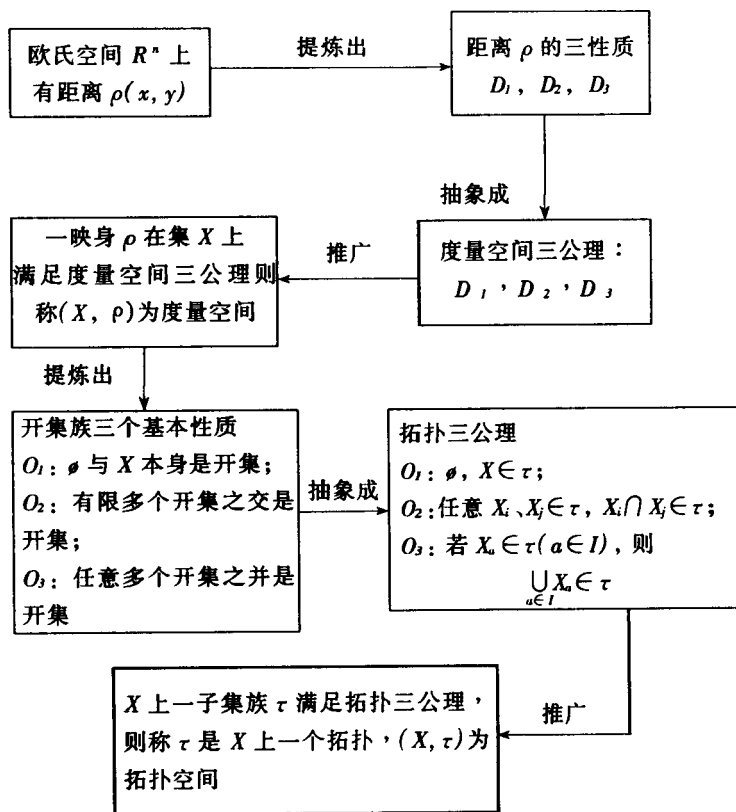 欧氏空间 Rⁿ 上
有距离 ρ(x, y)
提炼出
距离 ρ 的三性质
D₁, D₂, D₃
抽象成
度量空间三公理:
D₁, D₂, D₃
推广
一映身 ρ 在集 X 上
满足度量空间三公理则
称(X, ρ)为度量空间
提炼出
开集族三个基本性质
O₁: ø 与 X 本身是开集;
O₂: 有限多个开集之交是
开集;
O₃: 任意多个开集之并是
开集
抽象成
拓扑三公理
O₁: ø, X∈τ;
O₂:任意 Xᵢ、Xⱼ∈τ, Xᵢ∩Xⱼ∈τ;
O₃: 若 Xₐ∈τ(a∈I), 则
⋃Xₐ∈τ
a∈I
推广
X 上一子集族 τ 满足拓扑三公理,
则称 τ 是 X 上一个拓扑,(X, τ)为
拓扑空间